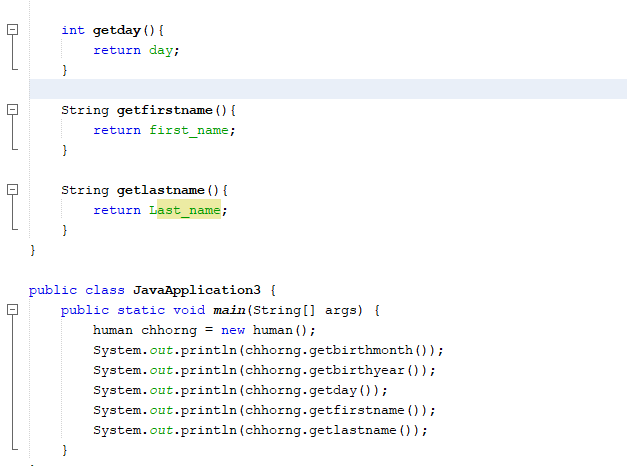 int getday(){
return day;
}
String getfirstname(){
return first_name;
}
String getlastname(){
return Last_name;
}
}
public class JavaApplication3 {
public static void main(String[] args) {
human chhorng = new human();
System.out.println(chhorng.getbirthmonth());
System.out.println(chhorng.getbirthyear());
System.out.println(chhorng.getday());
System.out.println(chhorng.getfirstname());
System.out.println(chhorng.getlastname());
}